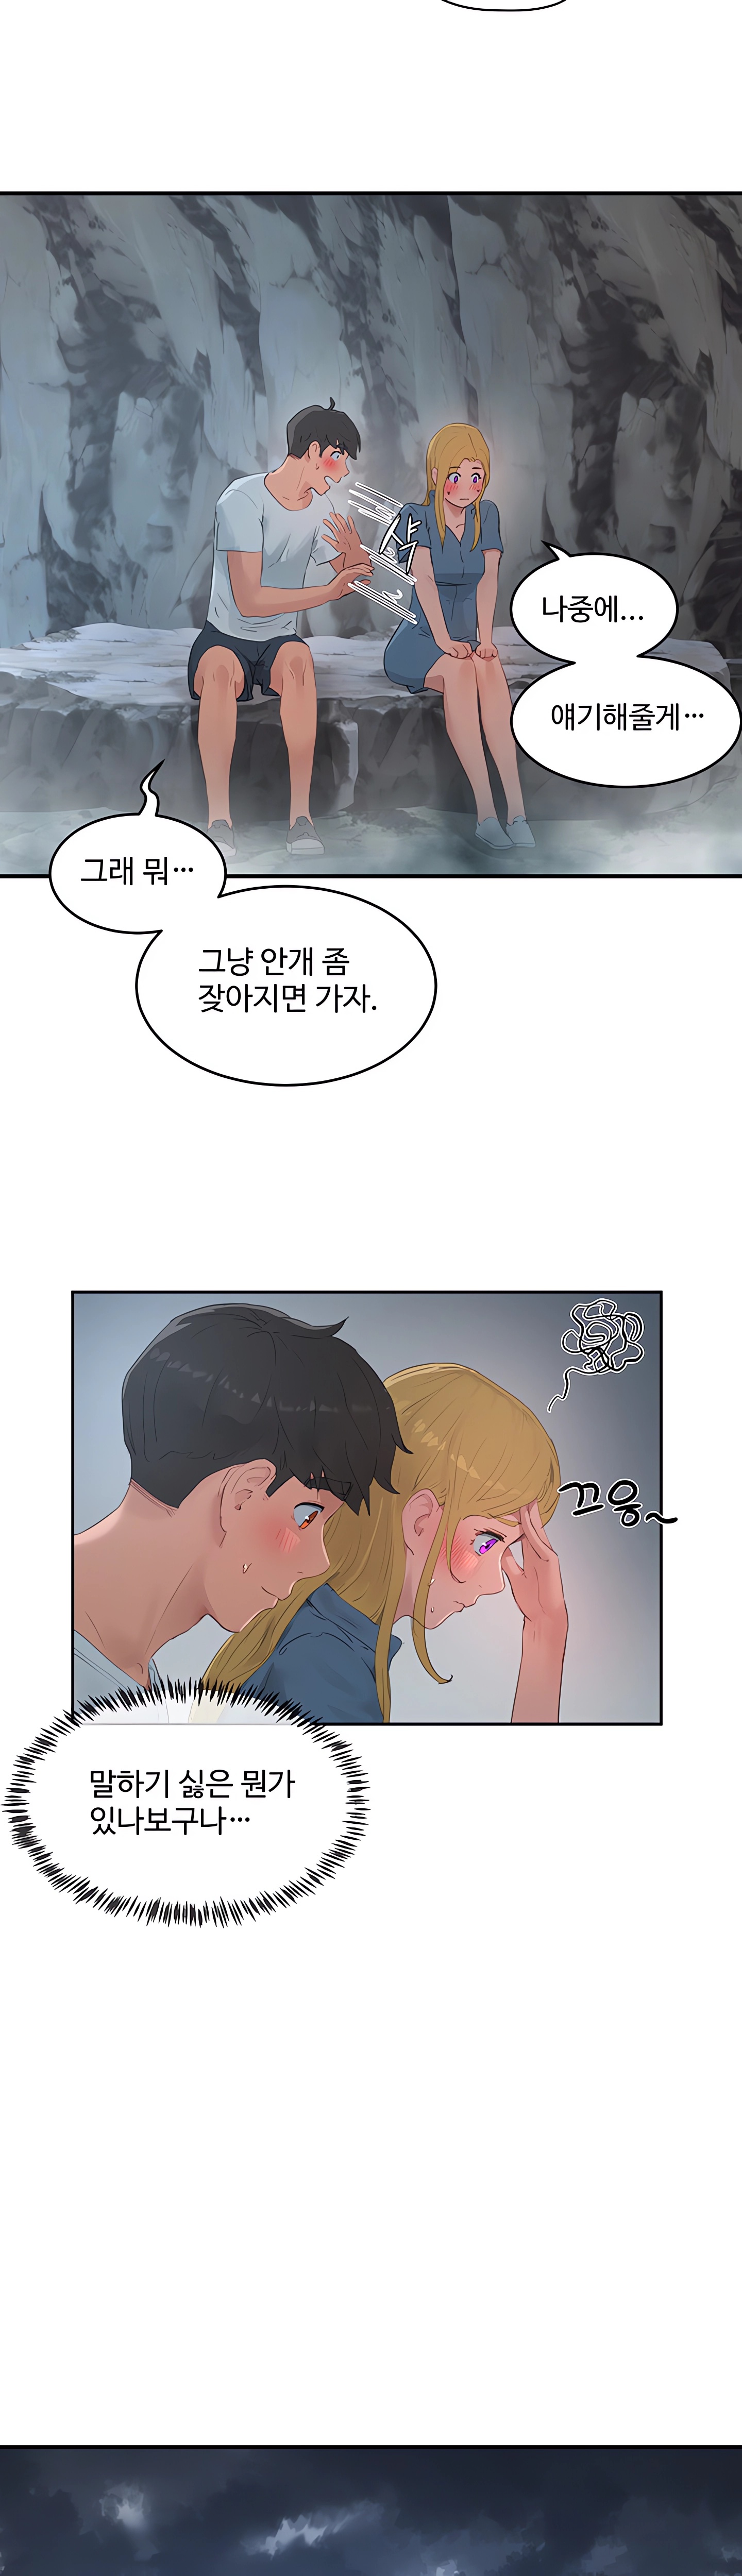 샥
나중에...
얘기해줄게...
그래 뭐...
그냥 안개 좀
잦아지면 가자.
끄응~
말하기 싫은 뭔가
있나보구나...